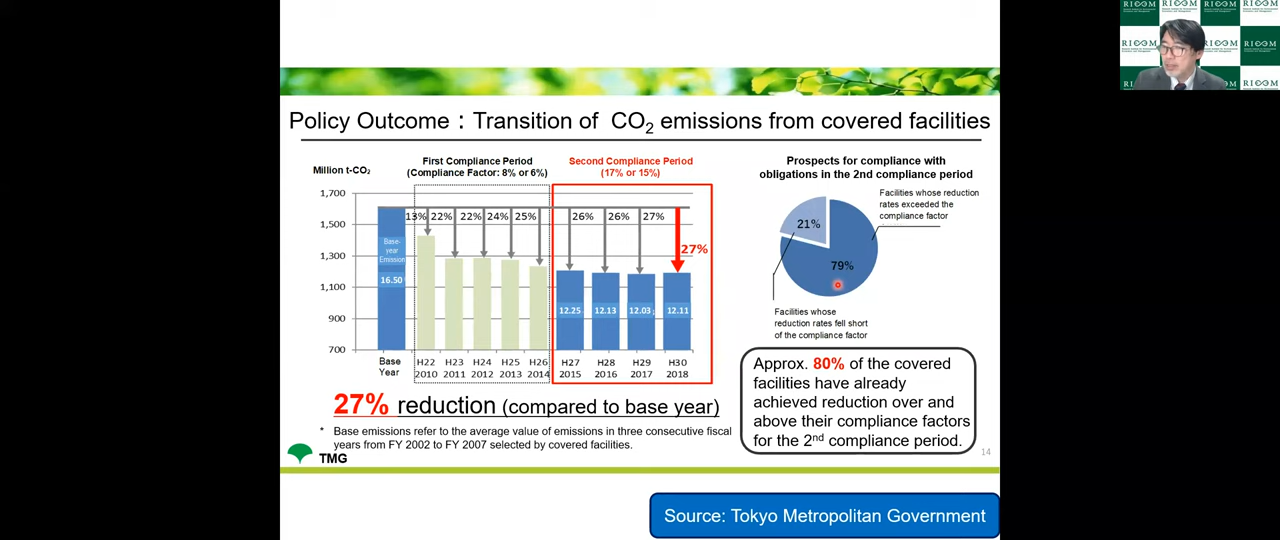 Policy Outcome：Transition of CO₂ emissions from covered facilities
Million t-CO₂
First Compliance Period
(Compliance Factor: 8% or 6%)
Second Compliance Period
(17% or 15%)
1,700
1,500
1,300
1,100
900
700
13%
22%
22%
24%
25%
26%
26%
27%
27%
Base-
year
Emission
16.50
12.25
12.13
12.03
12.11
Base
Year
H22
2010
H23
2011
H24
2012
H25
2013
H26
2014
H27
2015
H28
2016
H29
2017
H30
2018
27% reduction (compared to base year)
* Base emissions refer to the average value of emissions in three consecutive fiscal
years from FY 2002 to FY 2007 selected by covered facilities.
TMG
Prospects for compliance with
obligations in the 2nd compliance period
Facilities whose reduction
rates exceeded the
compliance factor
21%
79%
Facilities whose
reduction rates fell short
of the compliance factor
Approx. 80% of the covered
facilities have already
achieved reduction over and
above their compliance factors
for the 2nd compliance period.
14
Source: Tokyo Metropolitan Government